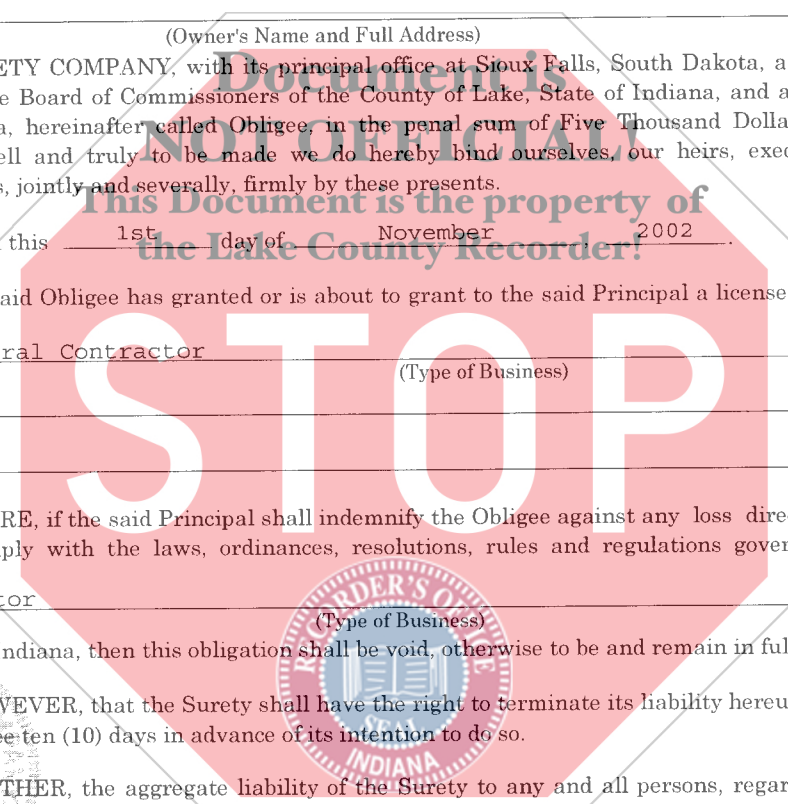 (Owner's Name and Full Address)
Document is
ETY COMPANY, with its principal office at Sioux Falls, South Dakota, a
e Board of Commissioners of the County of Lake, State of Indiana, and a
NOT OFFICIAL!
a, hereinafter called Obligee, in the penal sum of Five Thousand Dolla
ell and truly to be made we do hereby bind ourselves, our heirs, exec
s, jointly and severally, firmly by these presents.
This Document is the property of
the Lake County Recorder!
this 1st day of November, 2002.
aid Obligee has granted or is about to grant to the said Principal a license
STOP
ral Contractor
(Type of Business)
RE, if the said Principal shall indemnify the Obligee against any loss dire
ply with the laws, ordinances, resolutions, rules and regulations gover
tor
(Type of Business)
RECORDER'S OFFICE
SEAL
INDIANA
ndiana, then this obligation shall be void, otherwise to be and remain in ful
WEVER, that the Surety shall have the right to terminate its liability hereu
ee ten (10) days in advance of its intention to do so.
THER, the aggregate liability of the Surety to any and all persons, regar